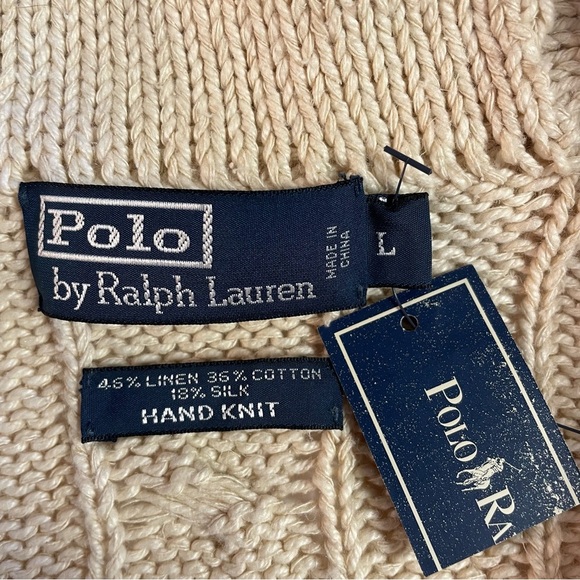 Polo
by Ralph Lauren
MADE IN
CHINA
L
46% LINEN 36% COTTON
18% SILK
HAND KNIT
POLO RA